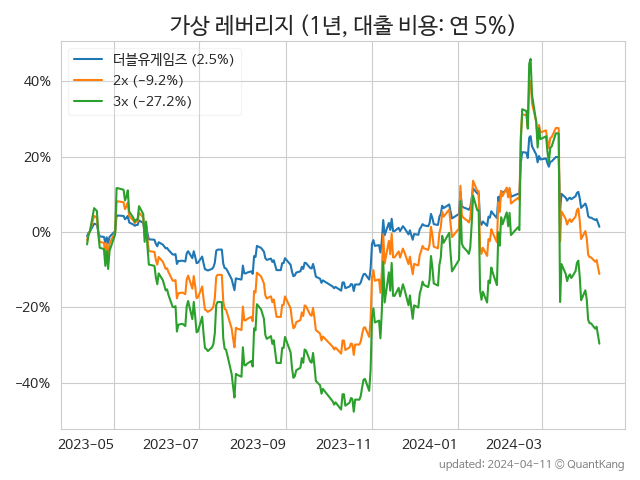 가상 레버리지 (1년, 대출 비용: 연 5%)
더블유게임즈 (2.5%)
2x (−9.2%)
3x (−27.2%)
40%
20%
0%
−20%
−40%
2023-05 2023-07 2023-09 2023-11 2024-01 2024-03
updated: 2024-04-11 © QuantKang